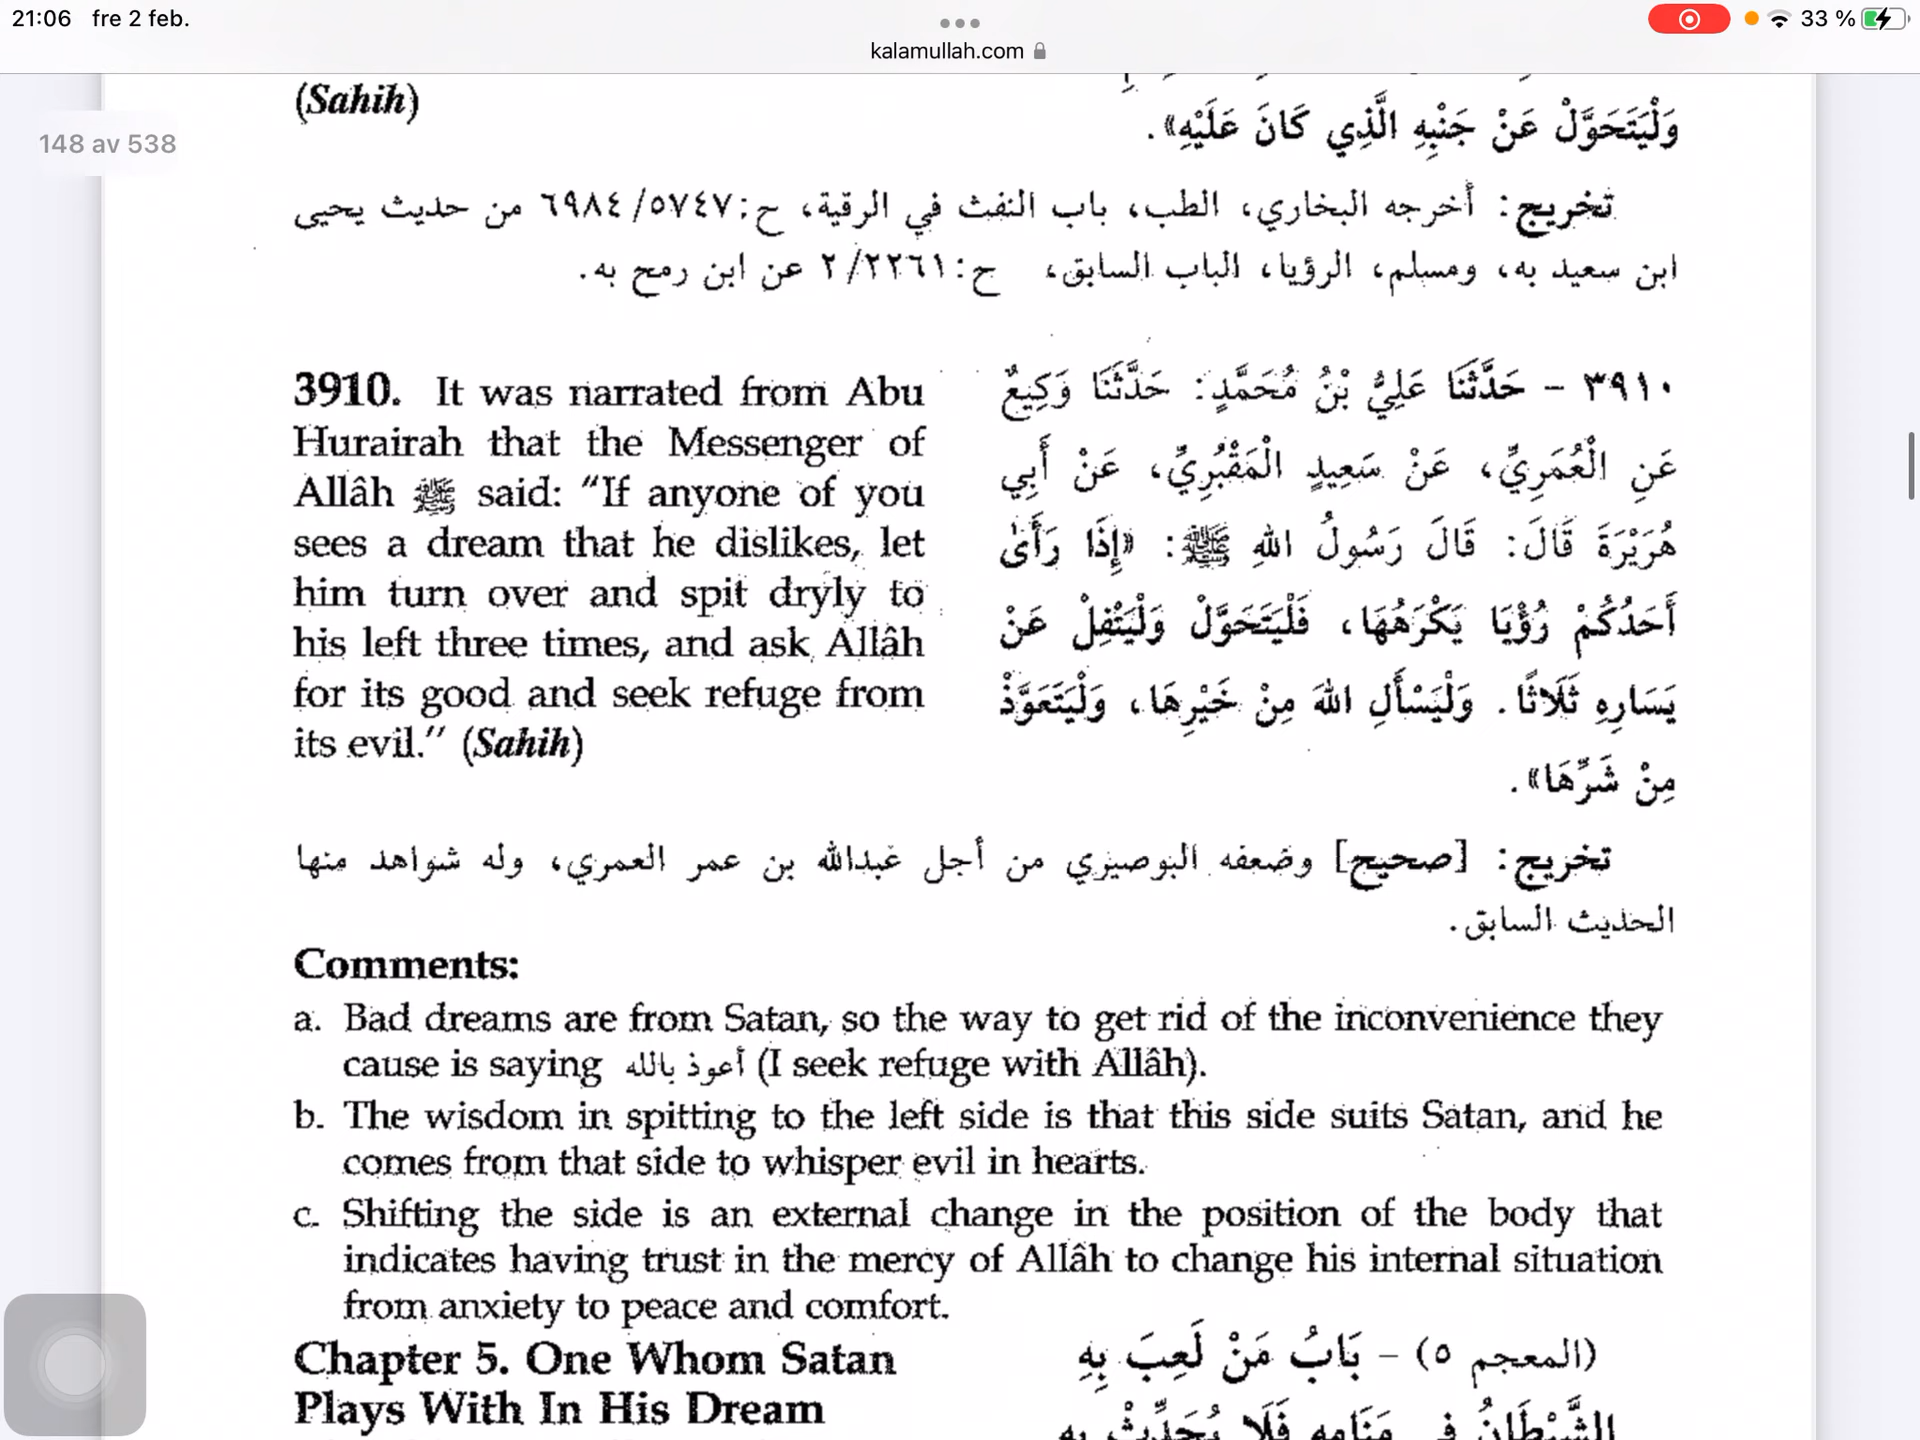 21:06 fre 2 feb.
kalamullah.com
33 %
148 av 538
(Sahih)
وَلْيَتَحَوَّلْ عَنْ جَنْبِهِ الَّذِي كَانَ عَلَيْهِ» .
تخريج: أخرجه البخاري، الطب، باب النفث في الرقية، ح:٥٧٤٧/ ٦٩٨٤ من حديث يحيى
ابن سعيد به، ومسلم، الرؤيا، الباب السابق، ح:٢٢٦١/ ٢ عن ابن رمح به .
3910. It was narrated from Abu
Hurairah that the Messenger of
Allâh ﷺ said: “If anyone of you
sees a dream that he dislikes, let
him turn over and spit dryly to
his left three times, and ask Allâh
for its good and seek refuge from
its evil.” (Sahih)
٣٩١٠ - حَدَّثَنَا عَلِيُّ بْنُ مُحَمَّدٍ: حَدَّثَنَا وَكِيعٌ
عَنِ الْعُمَرِيِّ، عَنْ سَعِيدٍ الْمَقْبُرِيِّ، عَنْ أَبِي
هُرَيْرَةَ قَالَ: قَالَ رَسُولُ اللهِ ﷺ: «إِذَا رَأَىٰ
أَحَدُكُمْ رُؤْيَا يَكْرَهُهَا، فَلْيَتَحَوَّلْ وَلْيَتْفِلْ عَنْ
يَسَارِهِ ثَلَاثًا . وَلْيَسْأَلِ اللهَ مِنْ خَيْرِهَا، وَلْيَتَعَوَّذْ
مِنْ شَرِّهَا» .
تخريج: [صحيح] وضعفه البوصيري من أجل عبدالله بن عمر العمري، وله شواهد منها
الحديث السابق .
Comments:
a. Bad dreams are from Satan, so the way to get rid of the inconvenience they
cause is saying أعوذ بالله (I seek refuge with Allâh).
b. The wisdom in spitting to the left side is that this side suits Satan, and he
comes from that side to whisper evil in hearts.
c. Shifting the side is an external change in the position of the body that
indicates having trust in the mercy of Allâh to change his internal situation
from anxiety to peace and comfort.
Chapter 5. One Whom Satan
Plays With In His Dream
(المعجم ٥) - بَابُ مَنْ لَعِبَ بِهِ
الشَّيْطَانُ فِي مَنَامِهِ فَلَا يُحَدِّثْ بِهِ